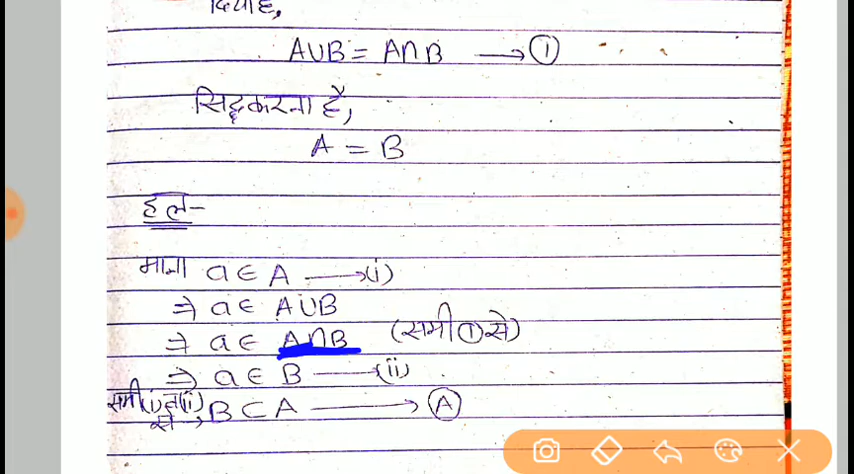 दिया है,
A∪B = A∩B → ①
सिद्ध करना है,
A = B
हल-
माना a ∈ A → (i)
⇒ a ∈ A∪B
⇒ a ∈ A∩B (समी ① से)
⇒ a ∈ B → (ii)
समी (i) व (ii) से, B ⊂ A → Ⓐ